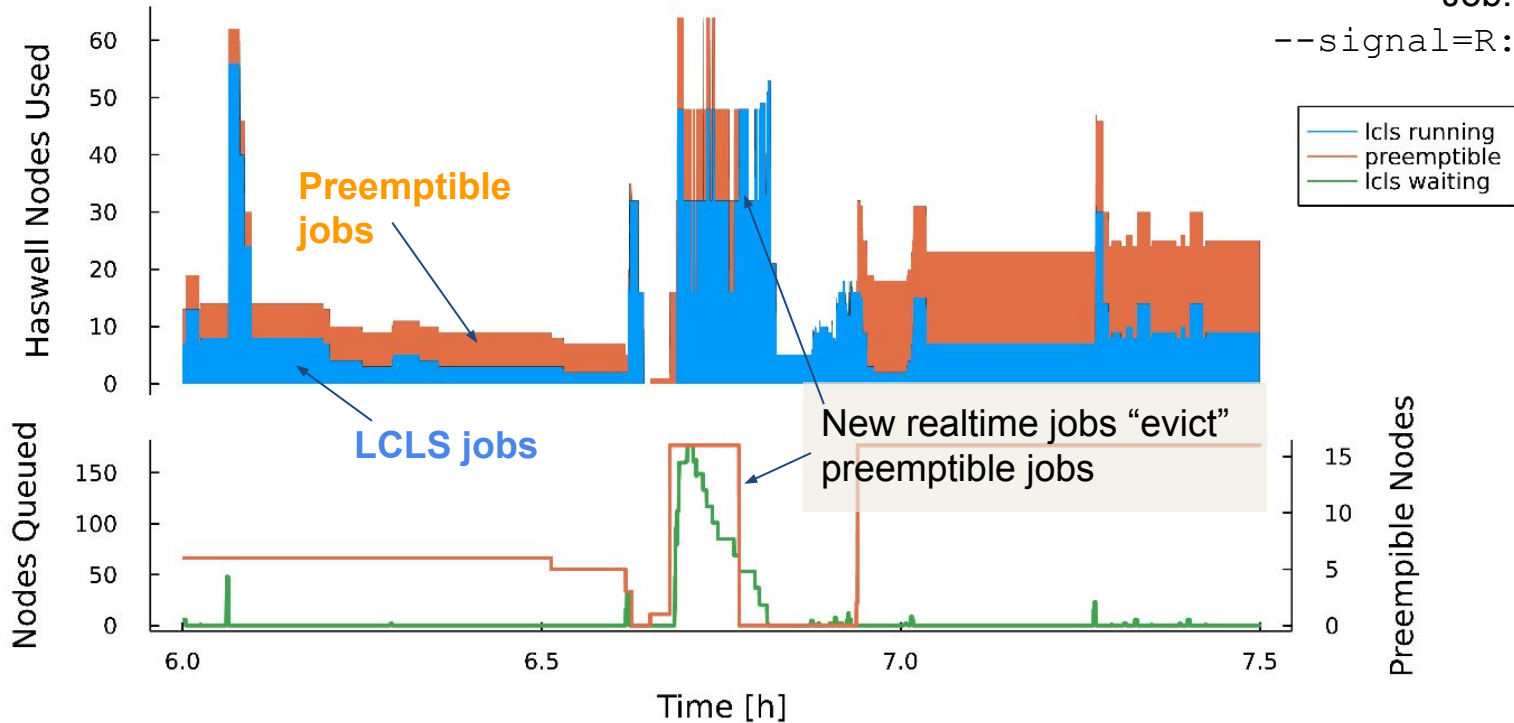 Job:
--signal=R:
Haswell Nodes Used
60
50
40
30
20
10
0
lcls running
preemptible
lcls waiting
Preemptible
jobs
LCLS jobs
New realtime jobs “evict”
preemptible jobs
Nodes Queued
150
100
50
0
15
10
5
0
Preempible Nodes
6.0
6.5
7.0
7.5
Time [h]